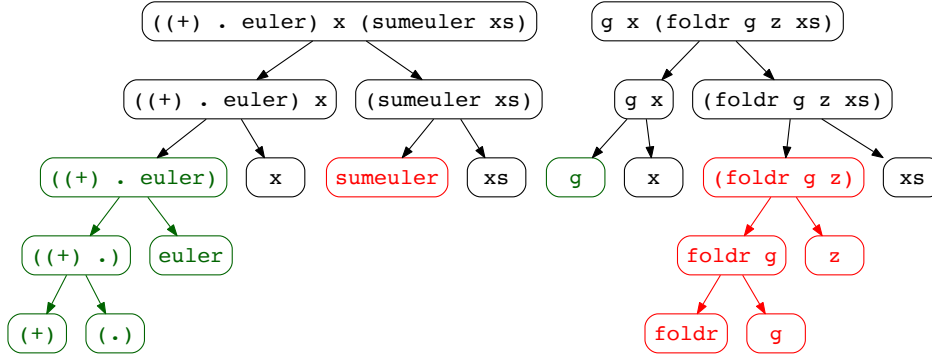 ((+) . euler) x (sumeuler xs)
g x (foldr g z xs)
((+) . euler) x
(sumeuler xs)
g x
(foldr g z xs)
((+) . euler)
x
sumeuler
xs
g
x
(foldr g z)
xs
((+) .)
euler
foldr g
z
(+)
(.)
foldr
g